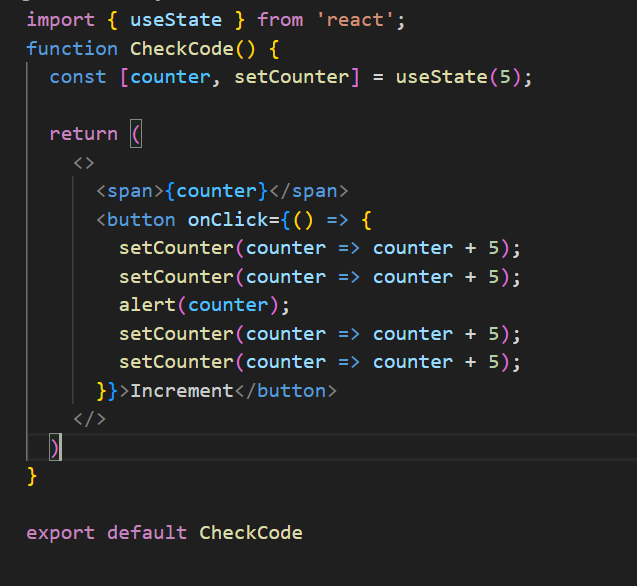 import { useState } from 'react';
function CheckCode() {
  const [counter, setCounter] = useState(5);

  return (
    <>
      <span>{counter}</span>
      <button onClick={() => {
        setCounter(counter => counter + 5);
        setCounter(counter => counter + 5);
        alert(counter);
        setCounter(counter => counter + 5);
        setCounter(counter => counter + 5);
      }}>Increment</button>
    </>
  )
}

export default CheckCode